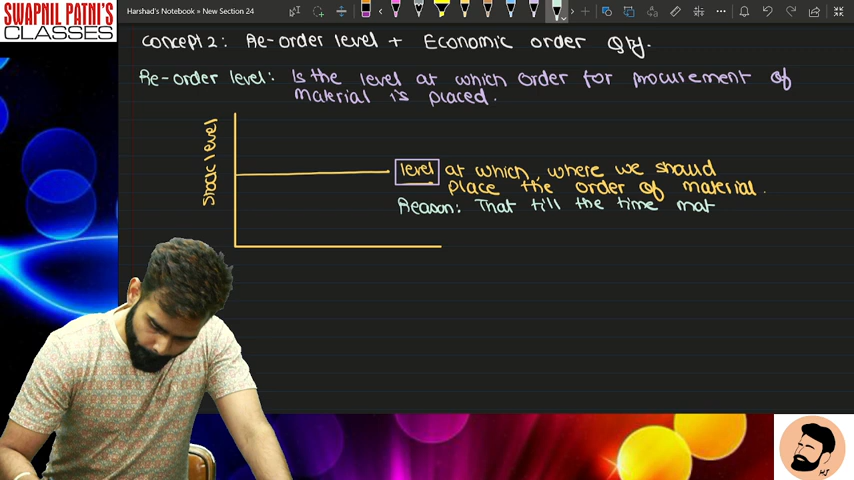 SWAPNIL PATNI'S
CLASSES
Harshad's Notebook » New Section 24
Concept 2: Re-order level + Economic order Qty.
Re-order level: Is the level at which order for procurement of
material is placed.
Stock level
level at which, where we should
place the order of material.
Reason: That till the time mat
HJ